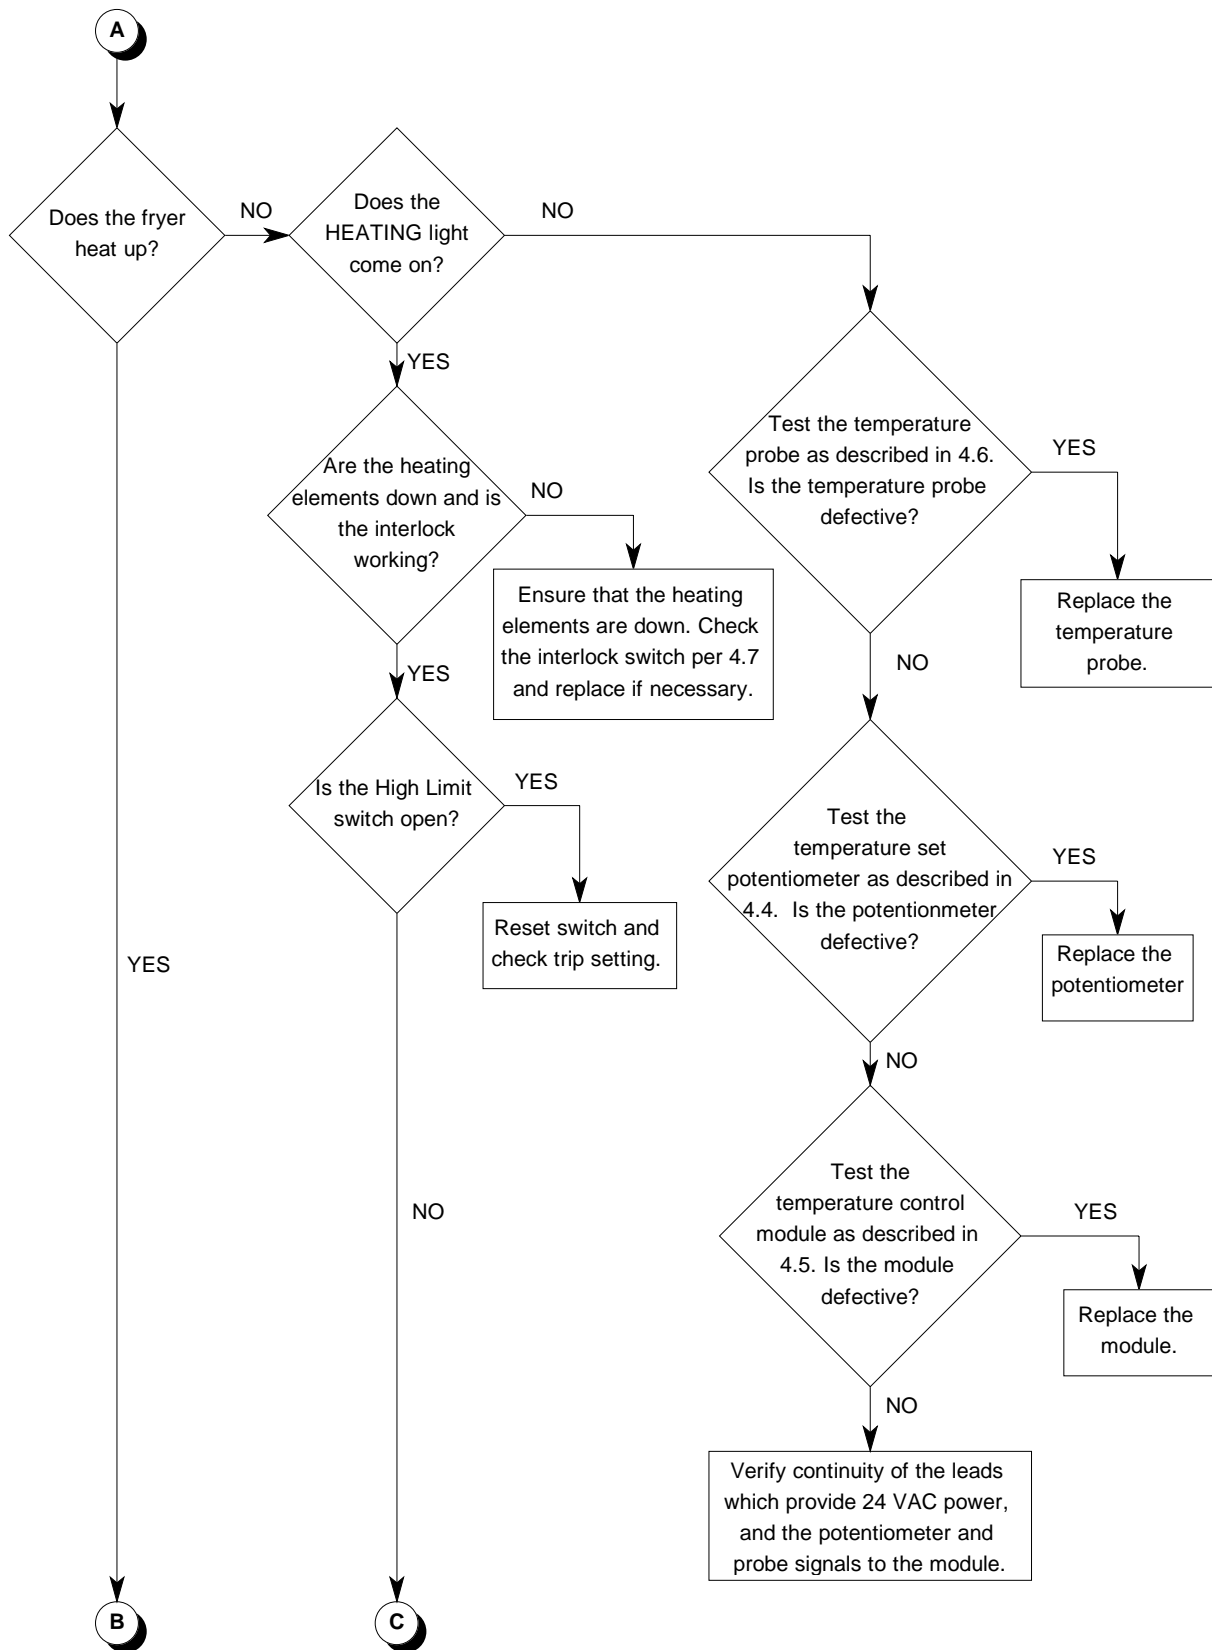 A
Does the fryer
heat up?
NO
Does the
HEATING light
come on?
NO
YES
Test the temperature
probe as described in 4.6.
Is the temperature probe
defective?
YES
Are the heating
elements down and is
the interlock
working?
NO
Ensure that the heating
elements are down. Check
the interlock switch per 4.7
and replace if necessary.
Replace the
temperature
probe.
YES
NO
Is the High Limit
switch open?
YES
Reset switch and
check trip setting.
Test the
temperature set
potentiometer as described in
4.4. Is the potentionmeter
defective?
YES
Replace the
potentiometer
YES
NO
NO
Test the
temperature control
module as described in
4.5. Is the module
defective?
YES
Replace the
module.
NO
Verify continuity of the leads
which provide 24 VAC power,
and the potentiometer and
probe signals to the module.
B
C